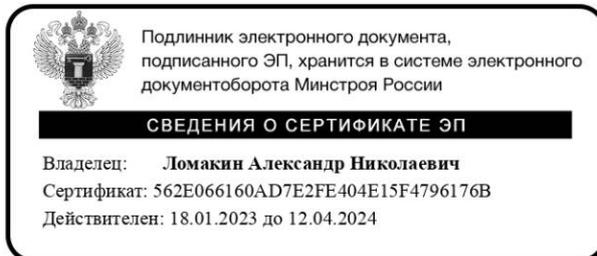 Подлинник электронного документа,
подписанного ЭП, хранится в системе электронного
документоборота Минстроя России
СВЕДЕНИЯ О СЕРТИФИКАТЕ ЭП
Владелец: Ломакин Александр Николаевич
Сертификат: 562E066160AD7E2FE404E15F4796176B
Действителен: 18.01.2023 до 12.04.2024